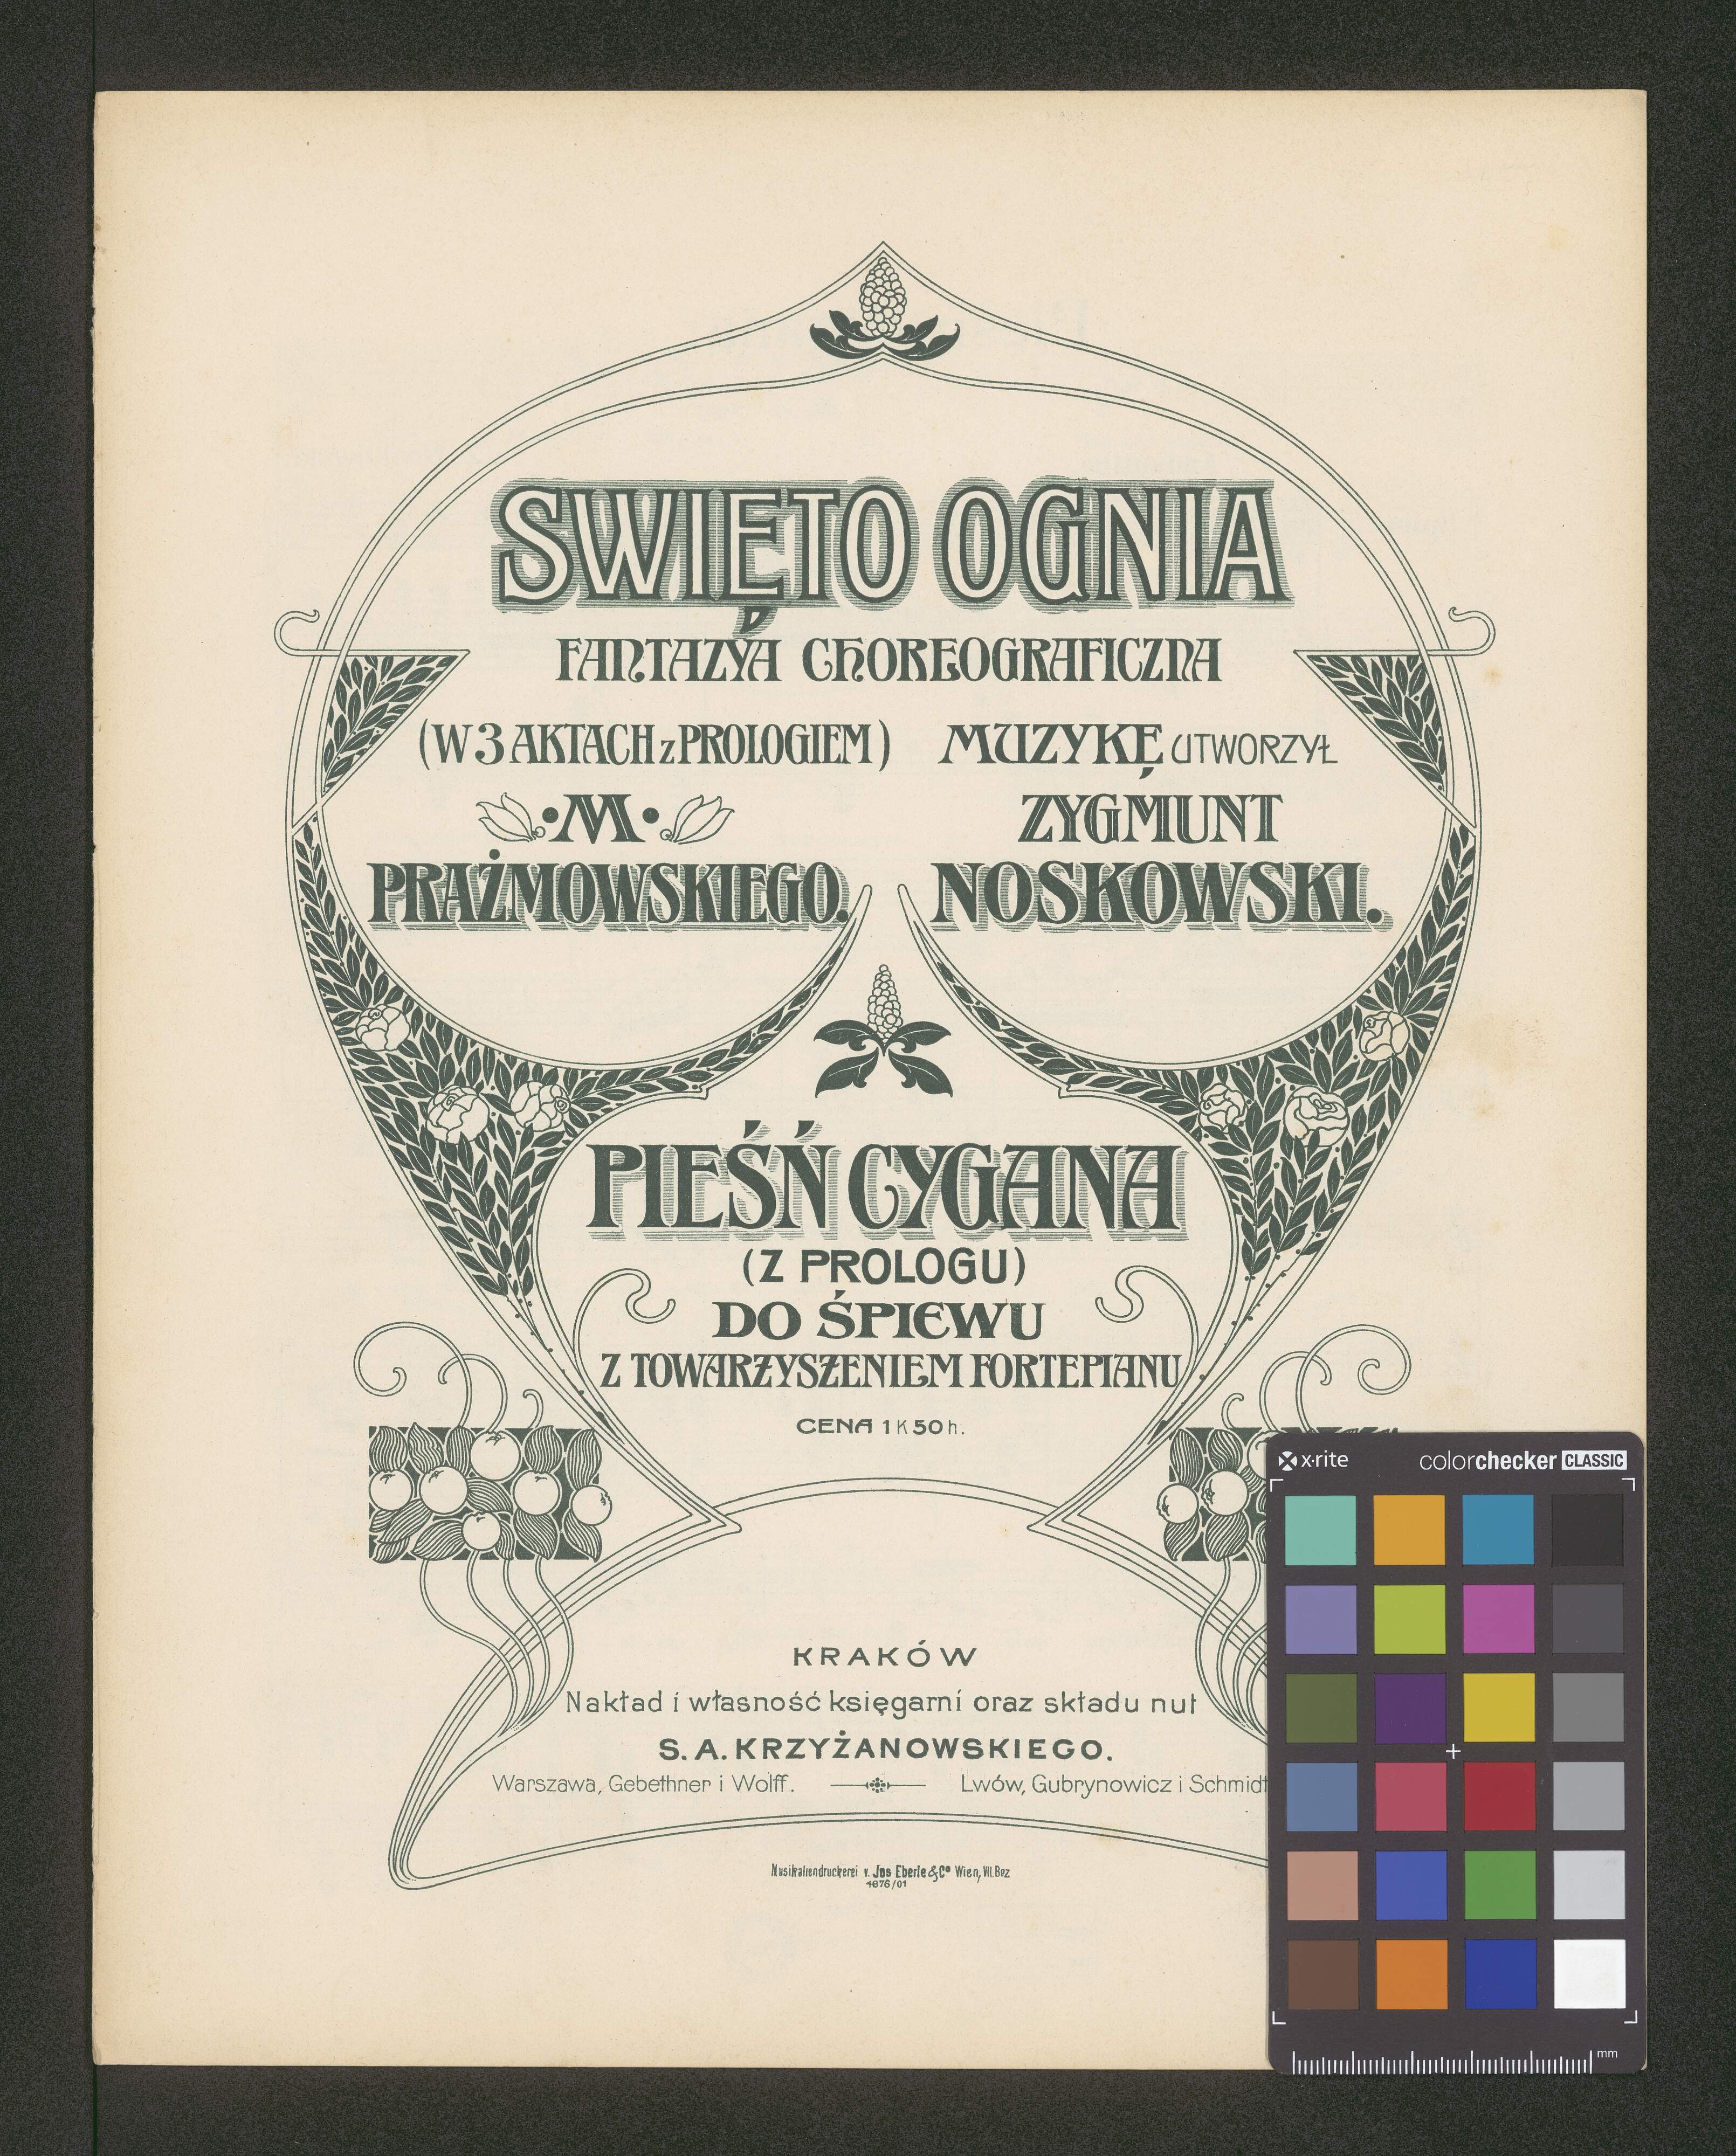 SWIĘTO OGNIA
FANTAZYA CHOREOGRAFICZNA
(W 3 AKTACH z PROLOGIEM)
·M·
PRAŻMOWSKIEGO.
MUZYKĘ UTWORZYŁ
ZYGMUNT
NOSKOWSKI.
PIEŚŃ CYGANA
(Z PROLOGU)
DO ŚPIEWU
Z TOWARZYSZENIEM FORTEPIANU
CENA 1 K 50 h.
KRAKÓW
Nakład i własność księgarni oraz składu nut
S. A. KRZYŻANOWSKIEGO.
Warszawa, Gebethner i Wolff. Lwów, Gubrynowicz i Schmidt
Musikaliendruckerei v. Jos Eberle & Co Wien, VII. Bez
4876/01
x-rite colorchecker CLASSIC
mm